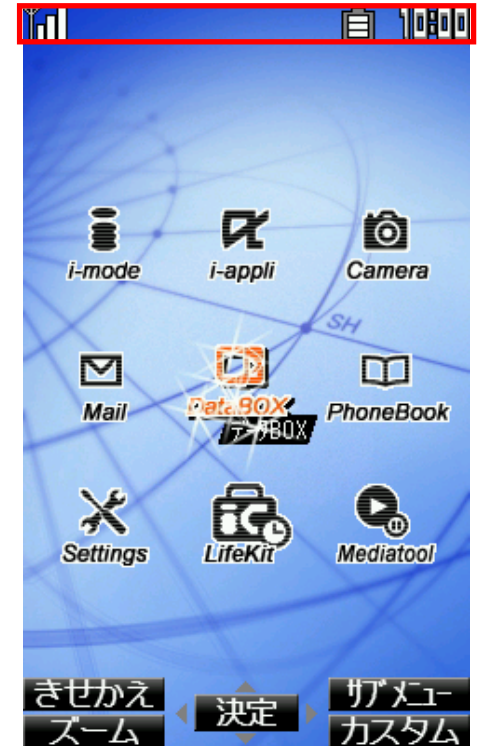 10:00
i-mode
i-appli
Camera
SH
Mail
DataBOX
データBOX
PhoneBook
Settings
LifeKit
Mediatool
きせかえ
決定
サブメニュー
ズーム
カスタム